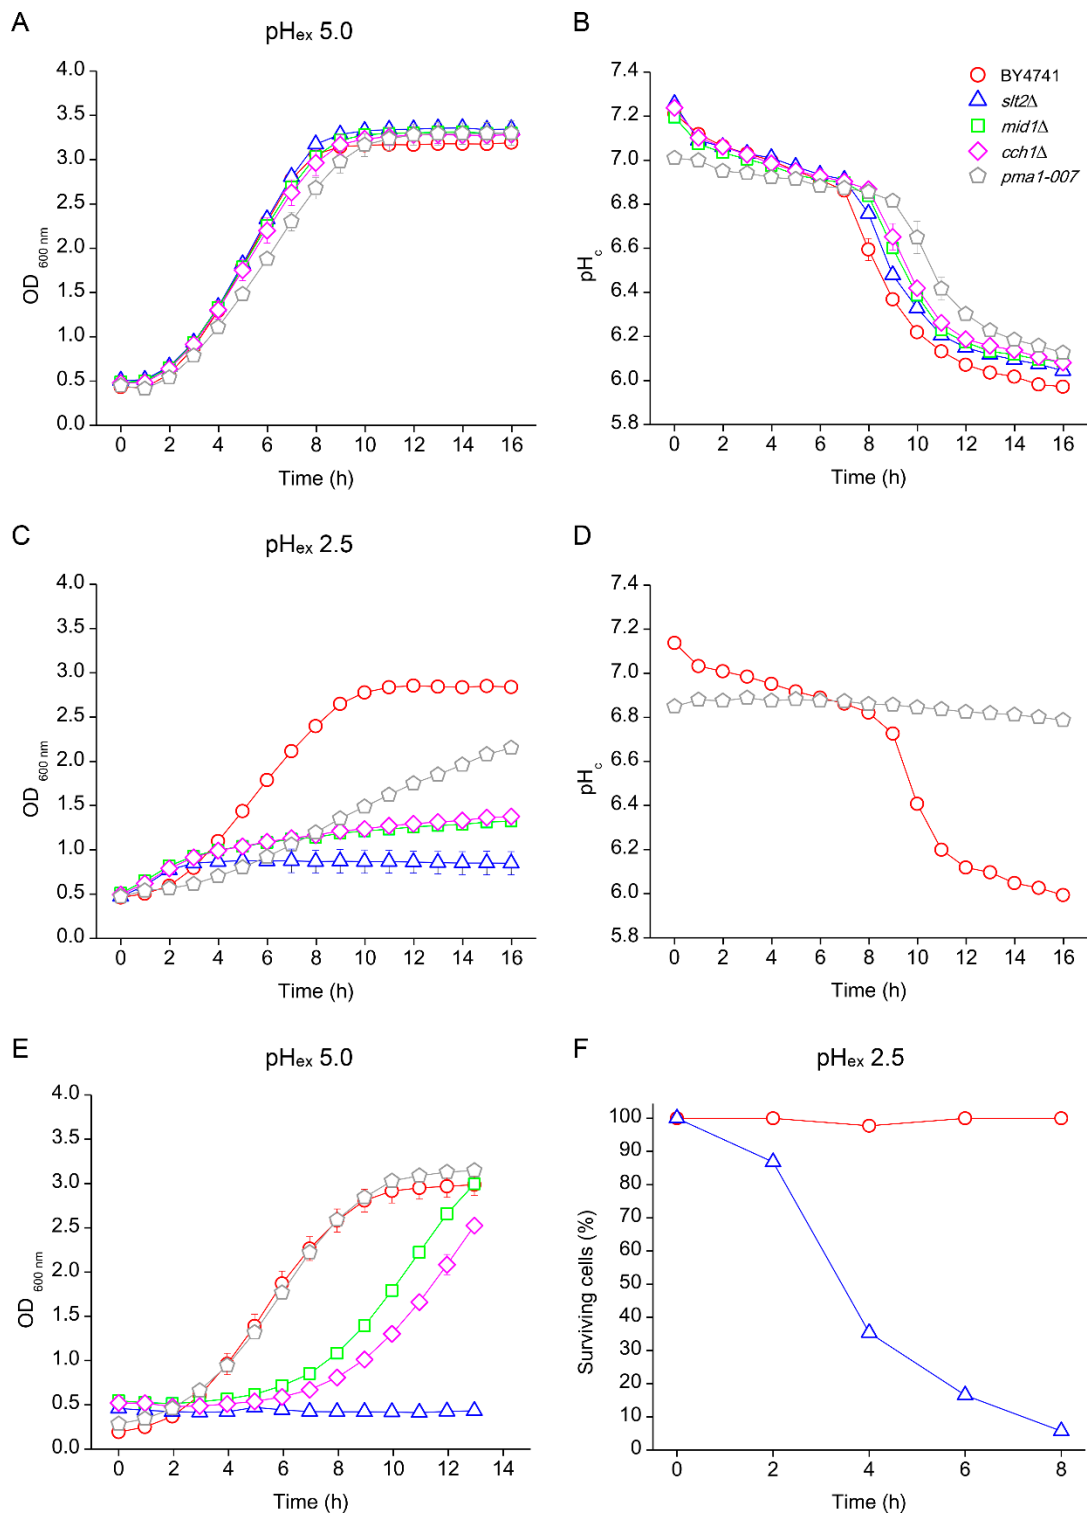 A
pHex 5.0
4.0
3.5
3.0
2.5
2.0
1.5
1.0
0.5
0.0
OD 600 nm
0 2 4 6 8 10 12 14 16
Time (h)
B
7.4
7.2
7.0
6.8
6.6
6.4
6.2
6.0
5.8
pHc
0 2 4 6 8 10 12 14 16
Time (h)
BY4741
slt2Δ
mid1Δ
cch1Δ
pma1-007
C
pHex 2.5
4.0
3.5
3.0
2.5
2.0
1.5
1.0
0.5
0.0
OD 600 nm
0 2 4 6 8 10 12 14 16
Time (h)
D
7.4
7.2
7.0
6.8
6.6
6.4
6.2
6.0
5.8
pHc
0 2 4 6 8 10 12 14 16
Time (h)
E
pHex 5.0
4.0
3.5
3.0
2.5
2.0
1.5
1.0
0.5
0.0
OD 600 nm
0 2 4 6 8 10 12 14
Time (h)
F
pHex 2.5
100
90
80
70
60
50
40
30
20
10
0
Surviving cells (%)
0 2 4 6 8
Time (h)